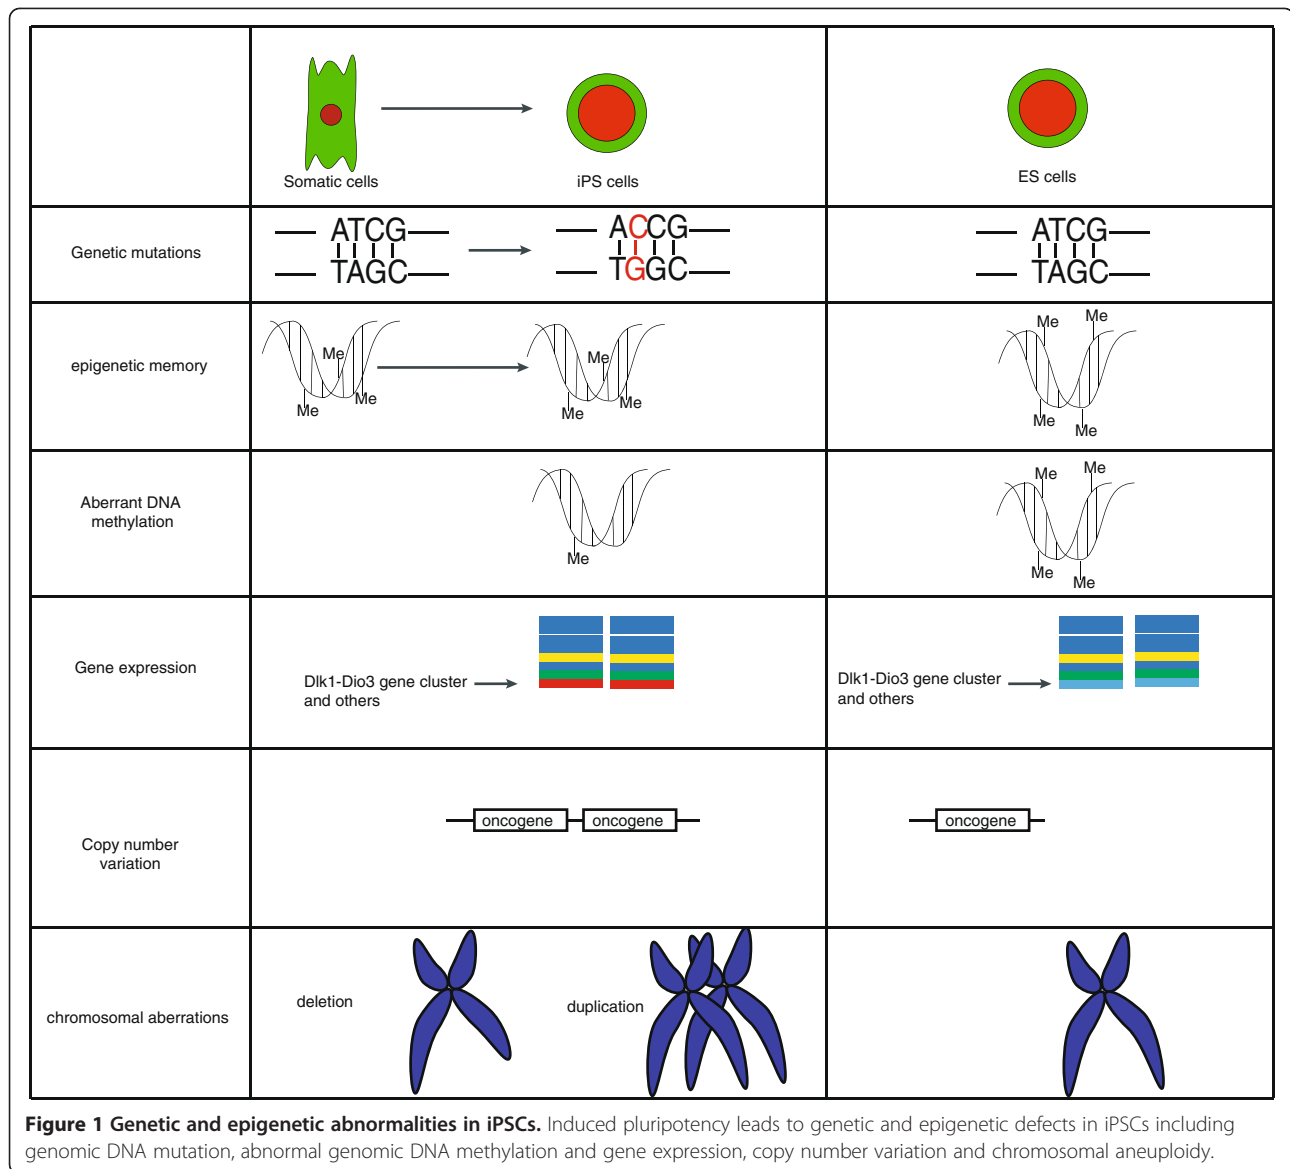 Somatic cells
iPS cells
ES cells
Genetic mutations
ATCG
TAGC
ACCG
TGGC
ATCG
TAGC
epigenetic memory
Me
Me
Me
Me
Me
Me
Me
Me
Me
Me
Aberrant DNA
methylation
Me
Me
Me
Me
Me
Gene expression
Dlk1-Dio3 gene cluster
and others
Dlk1-Dio3 gene cluster
and others
Copy number
variation
oncogene
oncogene
oncogene
chromosomal aberrations
deletion
duplication
Figure 1 Genetic and epigenetic abnormalities in iPSCs. Induced pluripotency leads to genetic and epigenetic defects in iPSCs including
genomic DNA mutation, abnormal genomic DNA methylation and gene expression, copy number variation and chromosomal aneuploidy.